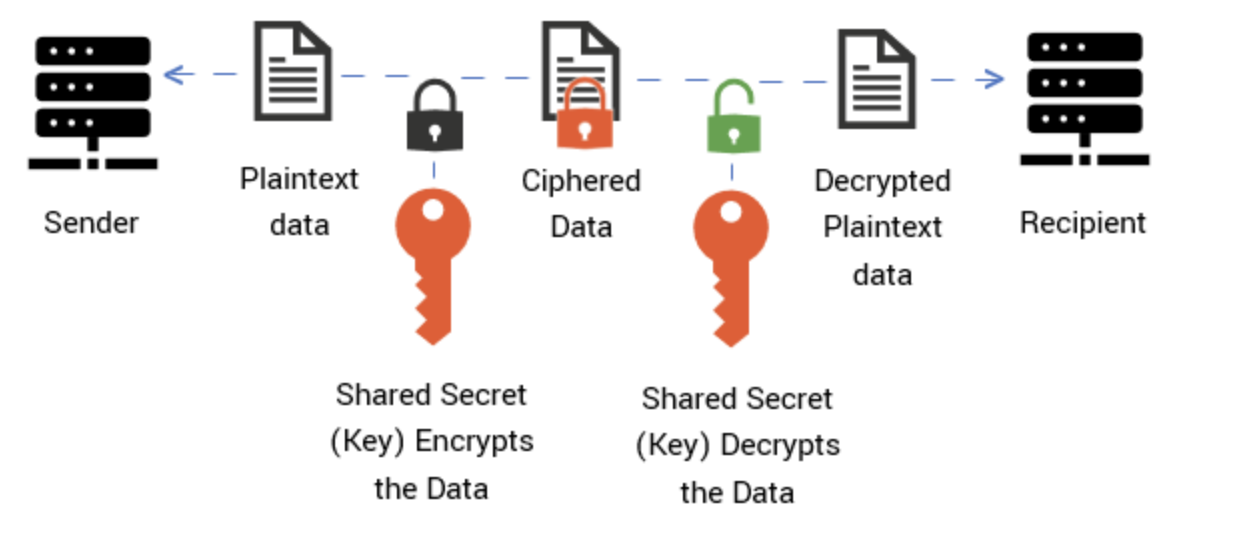 Sender
Plaintext
data
Ciphered
Data
Decrypted
Plaintext
data
Recipient
Shared Secret
(Key) Encrypts
the Data
Shared Secret
(Key) Decrypts
the Data